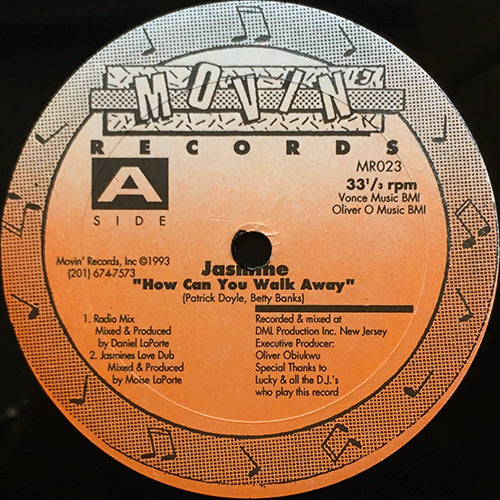 MOVIN'
RECORDS
A
SIDE
MR023
33 1/3 rpm
Vonce Music BMI
Oliver O Music BMI
Movin' Records, Inc ©1993
(201) 674-7573
Jasmine
"How Can You Walk Away"
(Patrick Doyle, Betty Banks)
1. Radio Mix
Mixed & Produced
by Daniel LaPorte
2. Jasmines Love Dub
Mixed & Produced
by Moise LaPorte
Recorded & mixed at
DML Production Inc. New Jersey
Executive Producer:
Oliver Obiukwu
Special Thanks to
Lucky & all the D.J.'s
who play this record